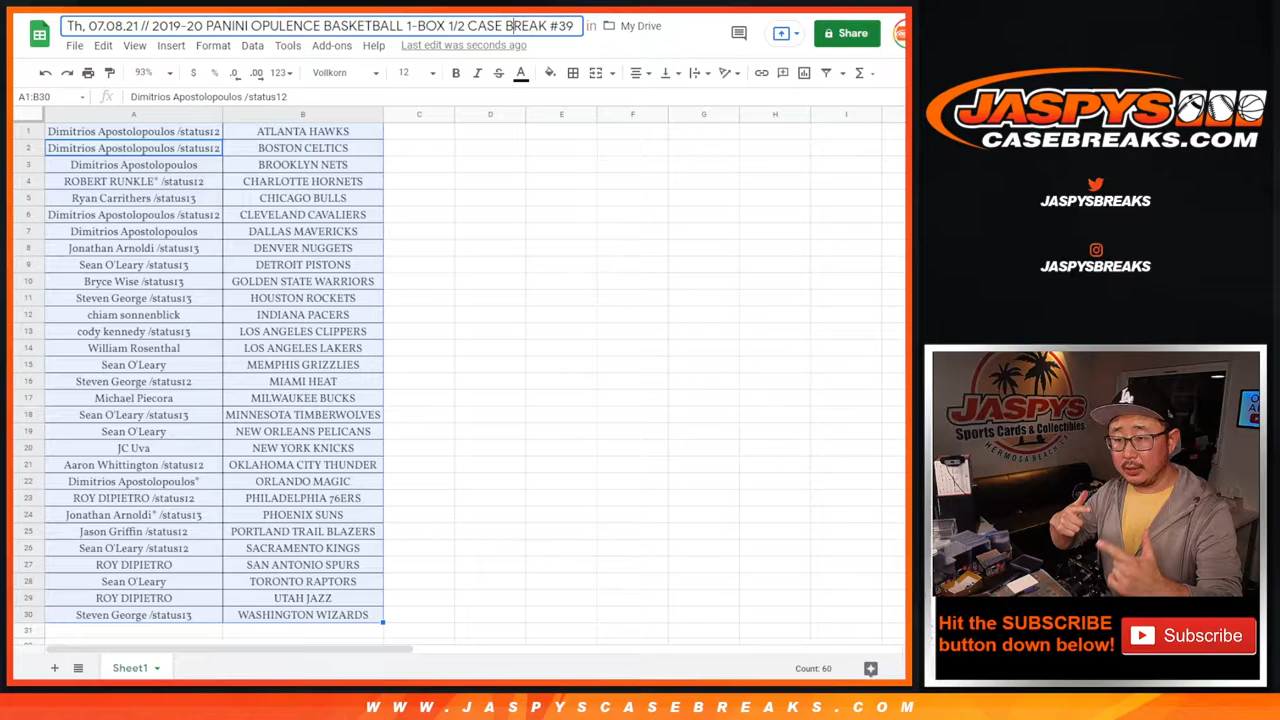 Th, 07.08.21 // 2019-20 PANINI OPULENCE BASKETBALL 1-BOX 1/2 CASE BREAK #39 in My Drive
Share
File Edit View Insert Format Data Tools Add-ons Help Last edit was seconds ago
93% $ % .0 .00 123 Vollkorn 12 B I S A
A1:B30 fx Dimitrios Apostolopoulos /status12
A B C D E F G H I
1 Dimitrios Apostolopoulos /status12 ATLANTA HAWKS
2 Dimitrios Apostolopoulos /status12 BOSTON CELTICS
3 Dimitrios Apostolopoulos BROOKLYN NETS
4 ROBERT RUNKLE* /status12 CHARLOTTE HORNETS
5 Ryan Carrithers /status13 CHICAGO BULLS
6 Dimitrios Apostolopoulos /status12 CLEVELAND CAVALIERS
7 Dimitrios Apostolopoulos DALLAS MAVERICKS
8 Jonathan Arnoldi /status13 DENVER NUGGETS
9 Sean O'Leary /status13 DETROIT PISTONS
10 Bryce Wise /status13 GOLDEN STATE WARRIORS
11 Steven George /status13 HOUSTON ROCKETS
12 chiam sonnenblick INDIANA PACERS
13 cody kennedy /status13 LOS ANGELES CLIPPERS
14 William Rosenthal LOS ANGELES LAKERS
15 Sean O'Leary MEMPHIS GRIZZLIES
16 Steven George /status12 MIAMI HEAT
17 Michael Piecora MILWAUKEE BUCKS
18 Sean O'Leary /status13 MINNESOTA TIMBERWOLVES
19 Sean O'Leary NEW ORLEANS PELICANS
20 JC Uva NEW YORK KNICKS
21 Aaron Whittington /status12 OKLAHOMA CITY THUNDER
22 Dimitrios Apostolopoulos* ORLANDO MAGIC
23 ROY DIPIETRO /status12 PHILADELPHIA 76ERS
24 Jonathan Arnoldi* /status13 PHOENIX SUNS
25 Jason Griffin /status12 PORTLAND TRAIL BLAZERS
26 Sean O'Leary /status12 SACRAMENTO KINGS
27 ROY DIPIETRO SAN ANTONIO SPURS
28 Sean O'Leary TORONTO RAPTORS
29 ROY DIPIETRO UTAH JAZZ
30 Steven George /status13 WASHINGTON WIZARDS
31
Sheet1 Count: 60
JASPYS
CASEBREAKS.COM
JASPYSBREAKS
JASPYSBREAKS
JASPYS
Sports Cards & Collectibles
HERMOSA BEACH, CA
LA
Hit the SUBSCRIBE
button down below!
Subscribe
WWW.JASPYSCASEBREAKS.COM